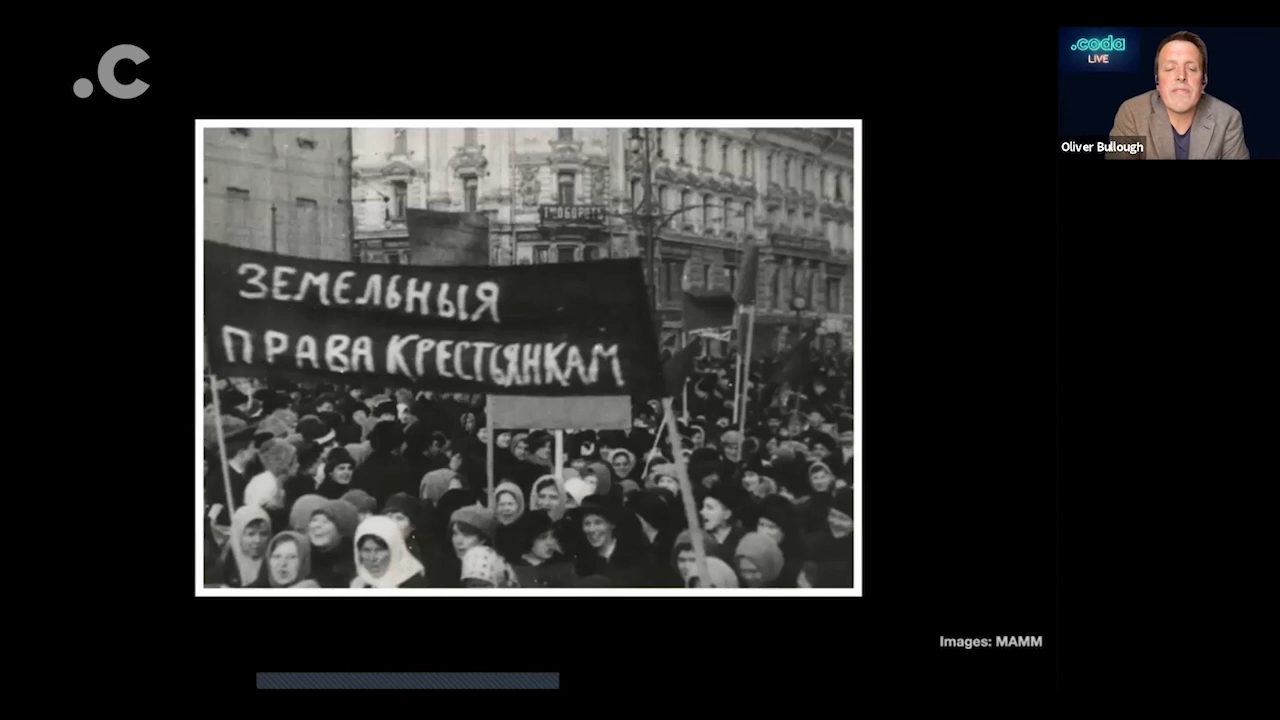 .c
ЗЕМЕЛЬНЫЯ
ПРАВА КРЕСТЬЯНКАМ
.coda
LIVE
Oliver Bullough
Images: MAMM